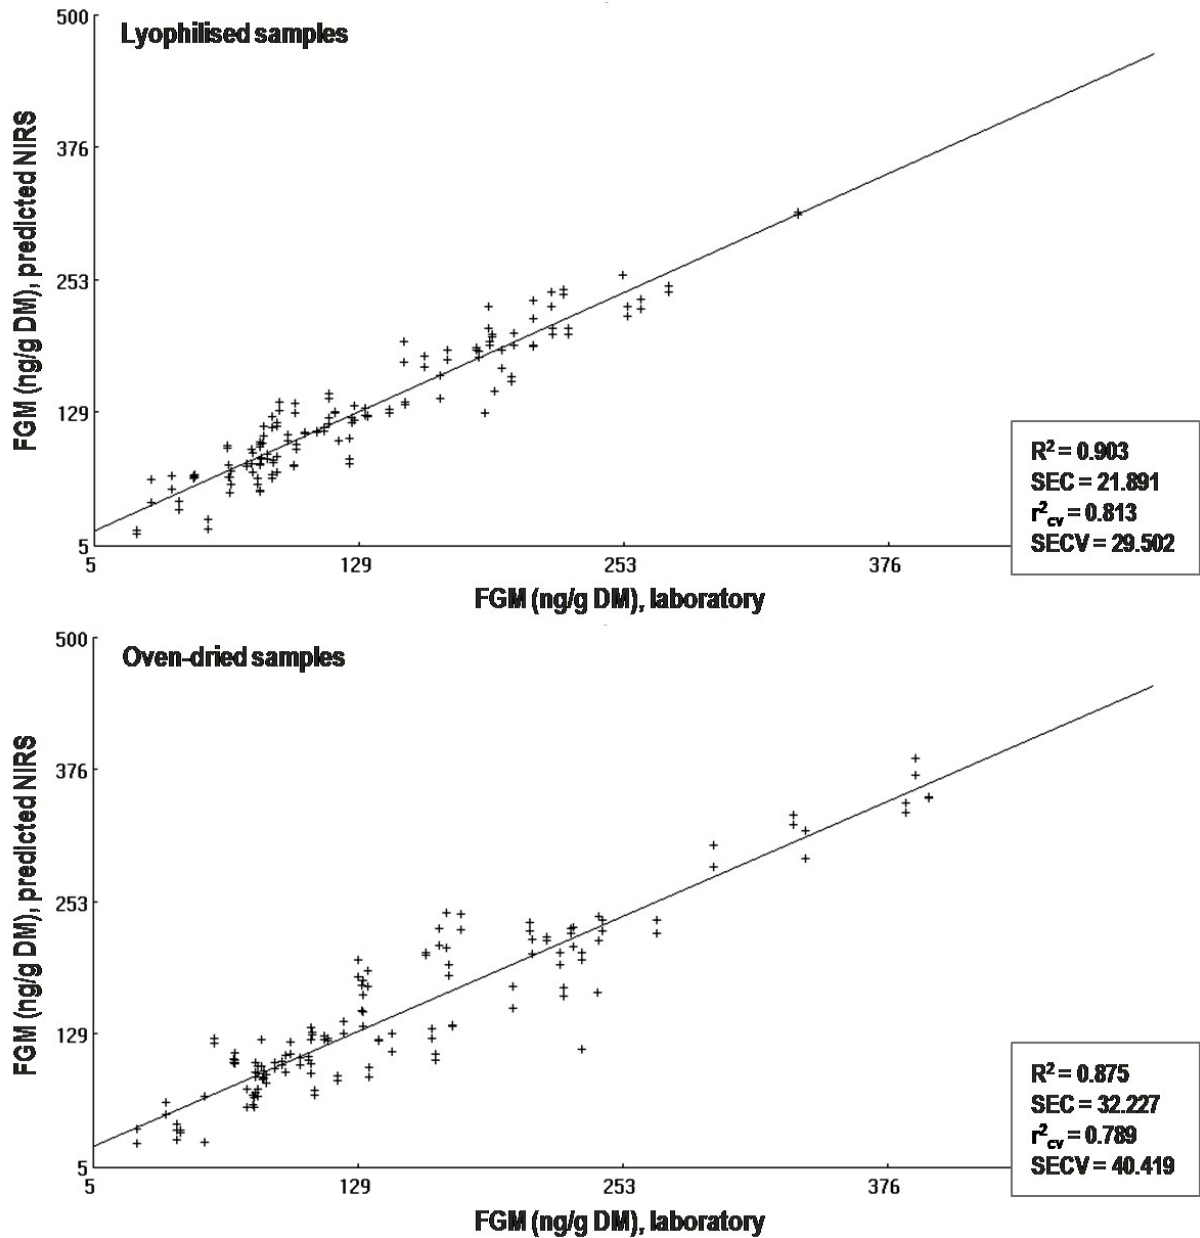 500
Lyophilised samples
376
253
129
5
FGM (ng/g DM), predicted NIRS
5 129 253 376
FGM (ng/g DM), laboratory
R² = 0.903
SEC = 21.891
r²cv = 0.813
SECV = 29.502
500
Oven-dried samples
376
253
129
5
FGM (ng/g DM), predicted NIRS
5 129 253 376
FGM (ng/g DM), laboratory
R² = 0.875
SEC = 32.227
r²cv = 0.789
SECV = 40.419